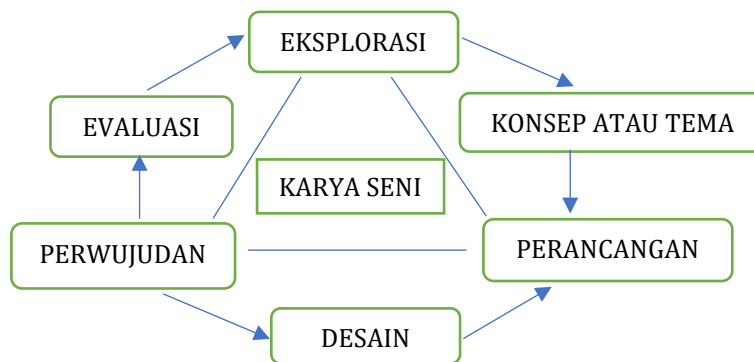 EKSPLORASI
EVALUASI
KONSEP ATAU TEMA
KARYA SENI
PERWUJUDAN
PERANCANGAN
DESAIN